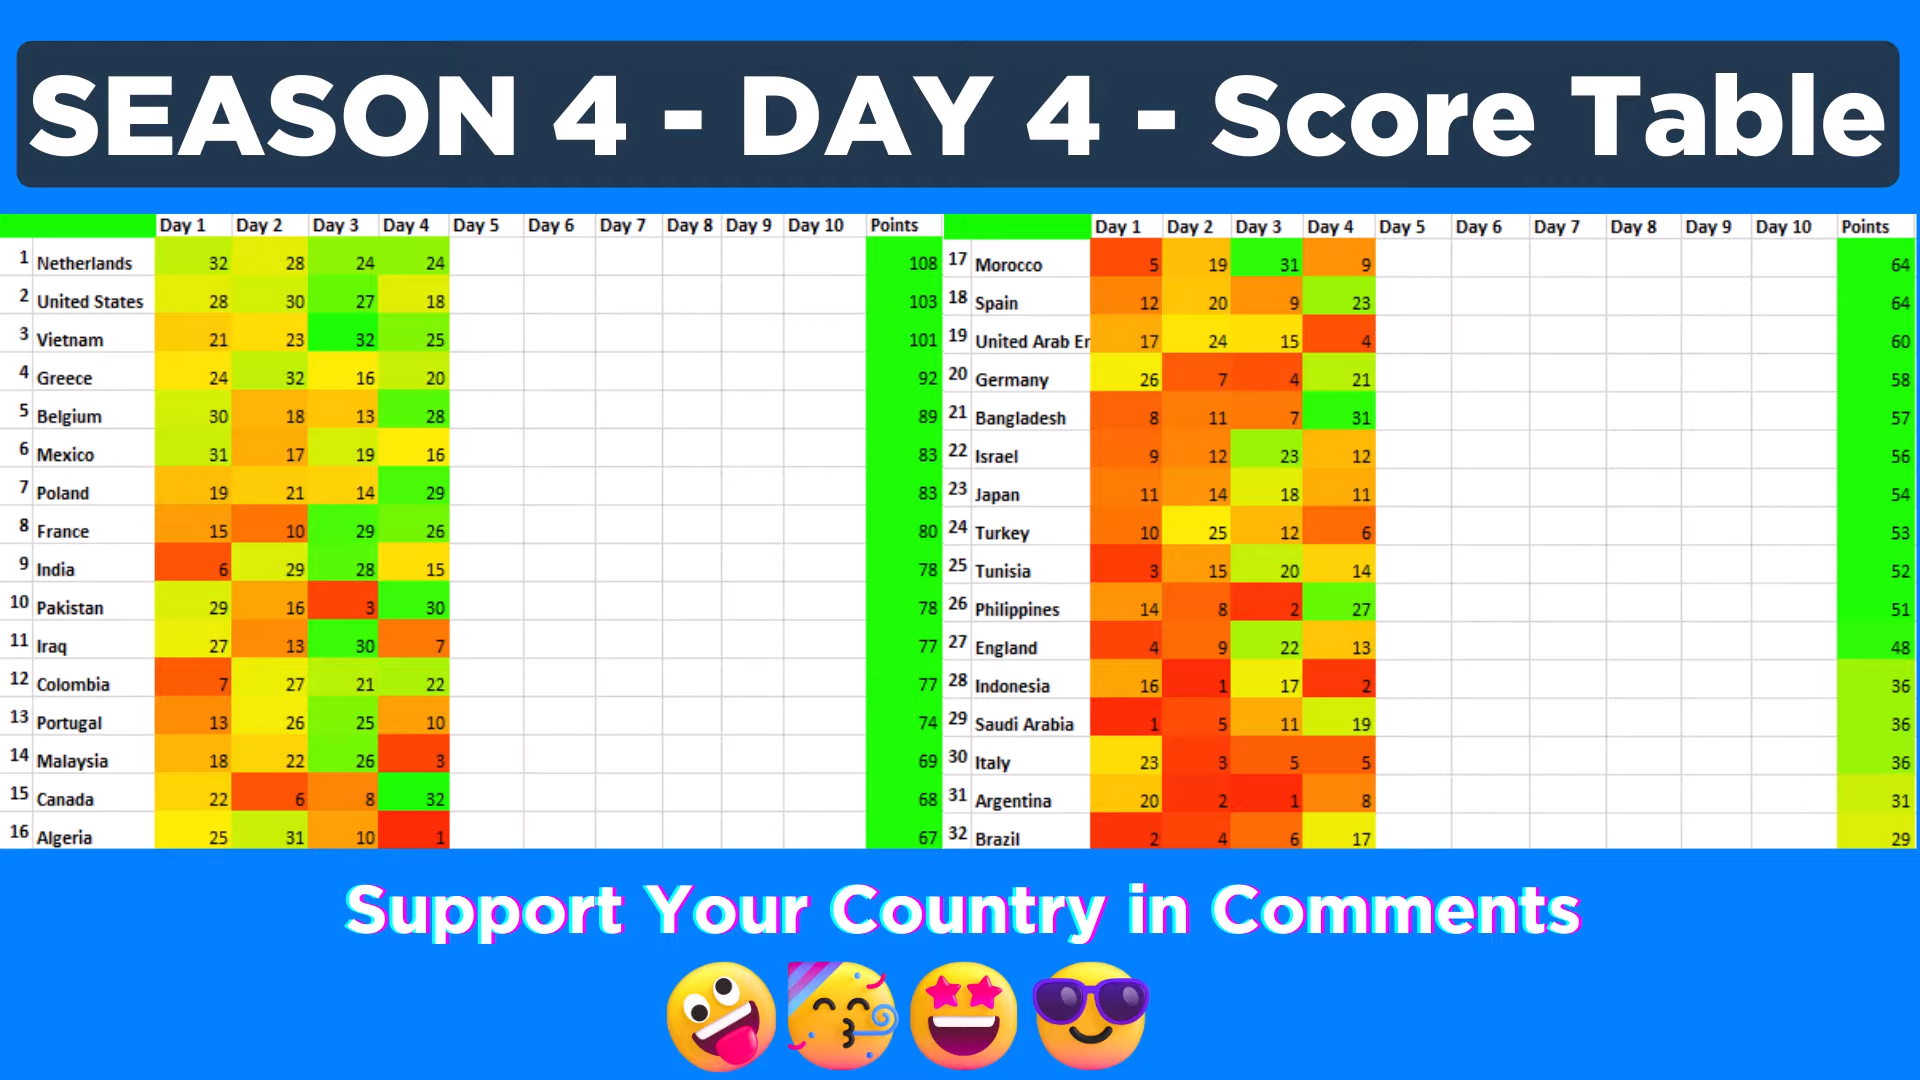 SEASON 4 - DAY 4 - Score Table
Day 1 Day 2 Day 3 Day 4 Day 5 Day 6 Day 7 Day 8 Day 9 Day 10 Points
1 Netherlands 32 28 24 24 108
2 United States 28 30 27 18 103
3 Vietnam 21 23 32 25 101
4 Greece 24 32 16 20 92
5 Belgium 30 18 13 28 89
6 Mexico 31 17 19 16 83
7 Poland 19 21 14 29 83
8 France 15 10 29 26 80
9 India 6 29 28 15 78
10 Pakistan 29 16 3 30 78
11 Iraq 27 13 30 7 77
12 Colombia 7 27 21 22 77
13 Portugal 13 26 25 10 74
14 Malaysia 18 22 26 3 69
15 Canada 22 6 8 32 68
16 Algeria 25 31 10 1 67
Day 1 Day 2 Day 3 Day 4 Day 5 Day 6 Day 7 Day 8 Day 9 Day 10 Points
17 Morocco 5 19 31 9 64
18 Spain 12 20 9 23 64
19 United Arab Er 17 24 15 4 60
20 Germany 26 7 4 21 58
21 Bangladesh 8 11 7 31 57
22 Israel 9 12 23 12 56
23 Japan 11 14 18 11 54
24 Turkey 10 25 12 6 53
25 Tunisia 3 15 20 14 52
26 Philippines 14 8 2 27 51
27 England 4 9 22 13 48
28 Indonesia 16 1 17 2 36
29 Saudi Arabia 1 5 11 19 36
30 Italy 23 3 5 5 36
31 Argentina 20 2 1 8 31
32 Brazil 2 4 6 17 29
Support Your Country in Comments